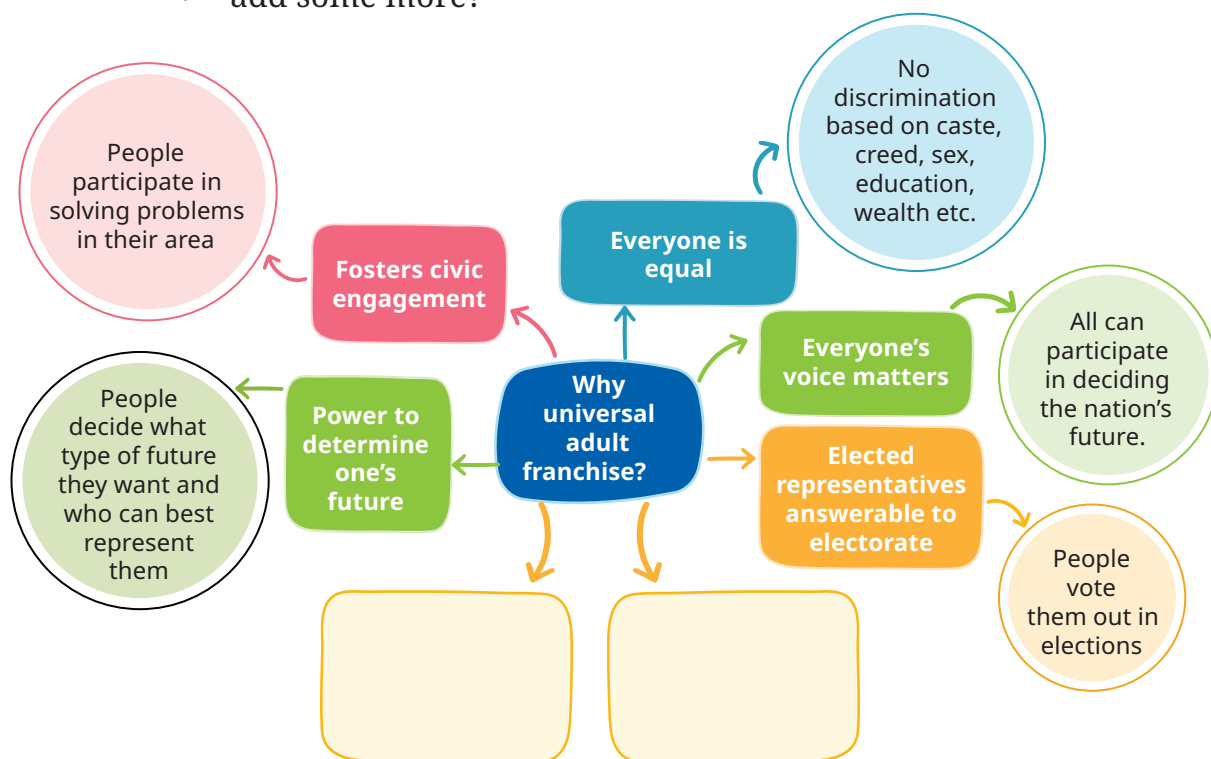 add some more?
No
discrimination
based on caste,
creed, sex,
education,
wealth etc.
People
participate in
solving problems
in their area
Everyone is
equal
Fosters civic
engagement
All can
participate
in deciding
the nation's
future.
Everyone's
voice matters
Why
universal
adult
franchise?
People
decide what
type of future
they want and
who can best
represent
them
Power to
determine
one's
future
Elected
representatives
answerable to
electorate
People
vote
them out in
elections